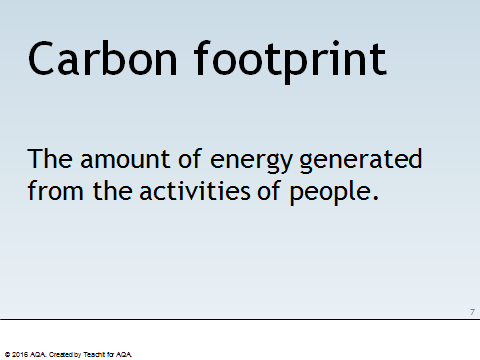 Carbon footprint
The amount of energy generated
from the activities of people.
7
© 2016 AQA. Created by Teachit for AQA.